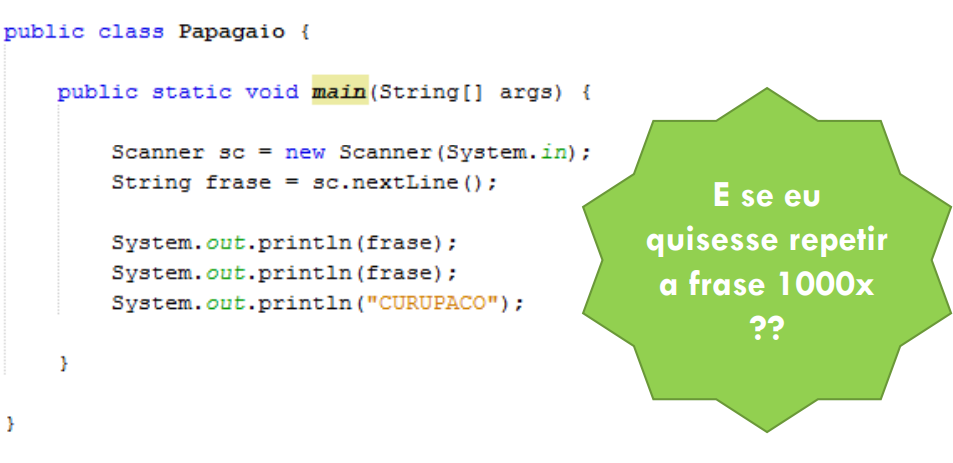 public class Papagaio {
public static void main(String[] args) {
Scanner sc = new Scanner(System.in);
String frase = sc.nextLine();
System.out.println(frase);
System.out.println(frase);
System.out.println("CURUPACO");
}
}
E se eu
quisesse repetir
a frase 1000x
??